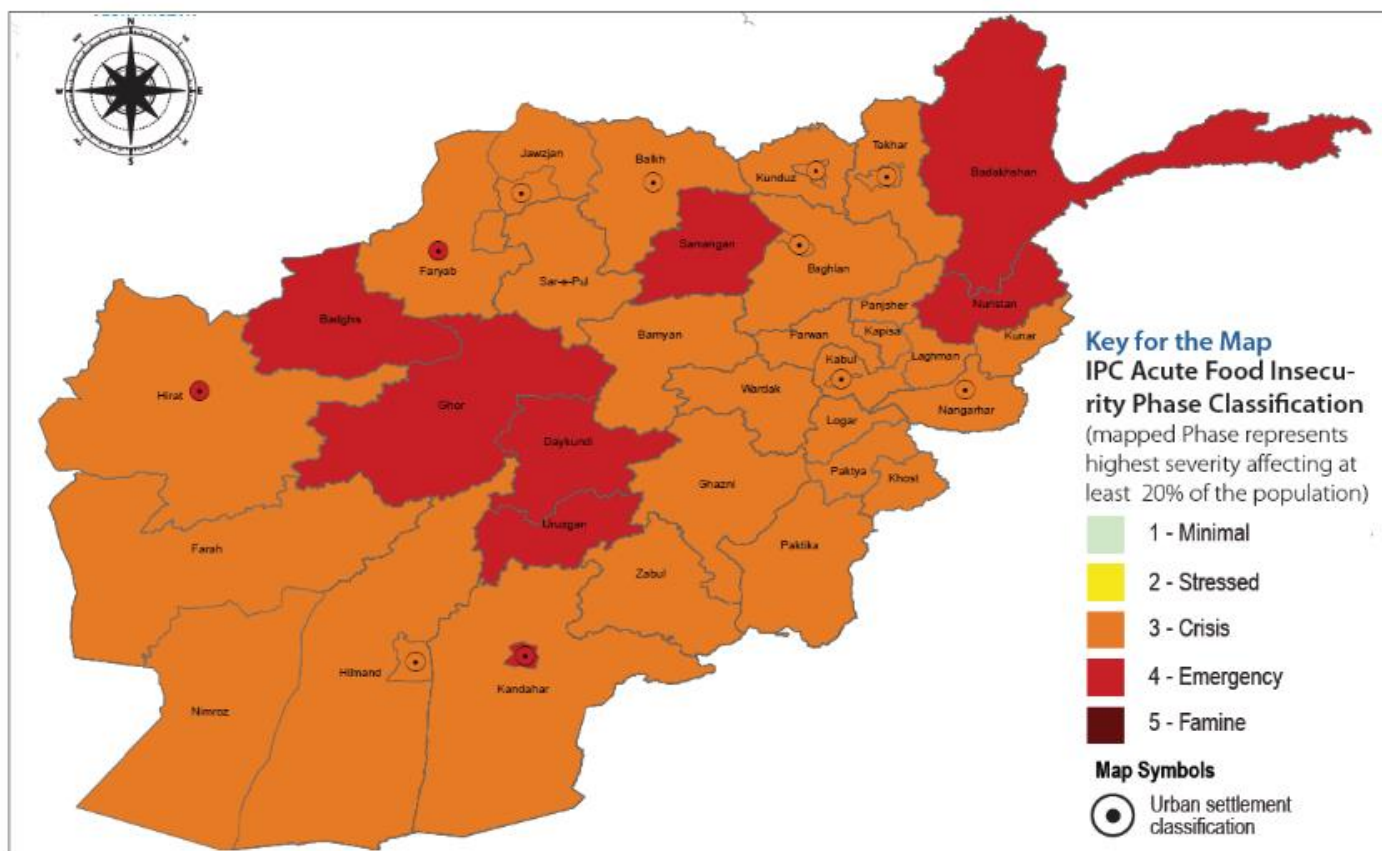 N
E
S
W
Jawzjan
Balkh
Kunduz
Takhar
Badakhshan
Samangan
Faryab
Sar-e-Pul
Baghlan
Badghis
Panjsher
Nuristan
Bamyan
Parwan
Kapisa
Kunar
Laghman
Kabul
Hirat
Ghor
Wardak
Nangarhar
Logar
Daykundi
Ghazni
Paktya
Khost
Uruzgan
Farah
Paktika
Zabul
Hilmand
Kandahar
Nimroz
Key for the Map
IPC Acute Food Insecu-
rity Phase Classification
(mapped Phase represents
highest severity affecting at
least 20% of the population)
1 - Minimal
2 - Stressed
3 - Crisis
4 - Emergency
5 - Famine
Map Symbols
Urban settlement
classification